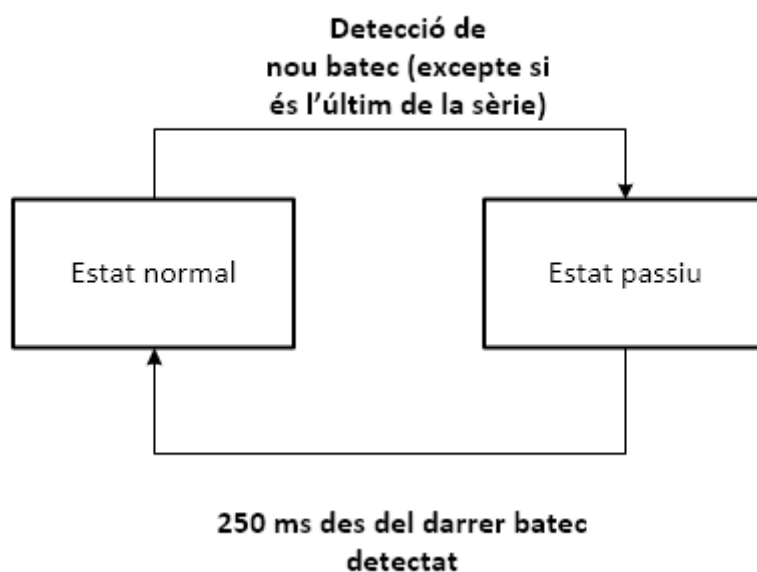 Detecció de
nou batec (excepte si
és l'últim de la sèrie)
Estat normal
Estat passiu
250 ms des del darrer batec
detectat